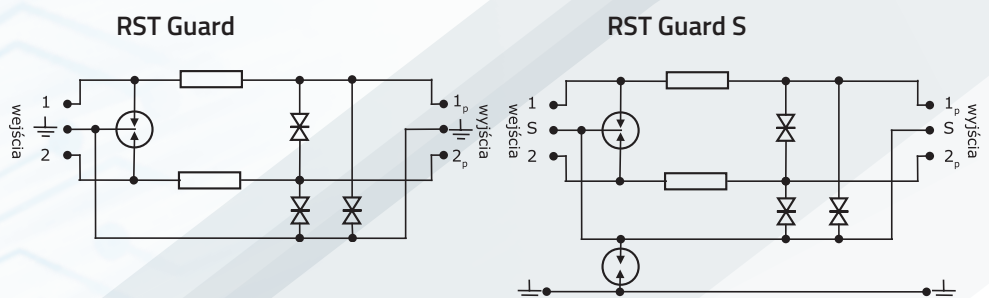 RST Guard
1
2
wejścia
1p
2p
wyjścia
RST Guard S
1
S
2
wejścia
1p
S
2p
wyjścia